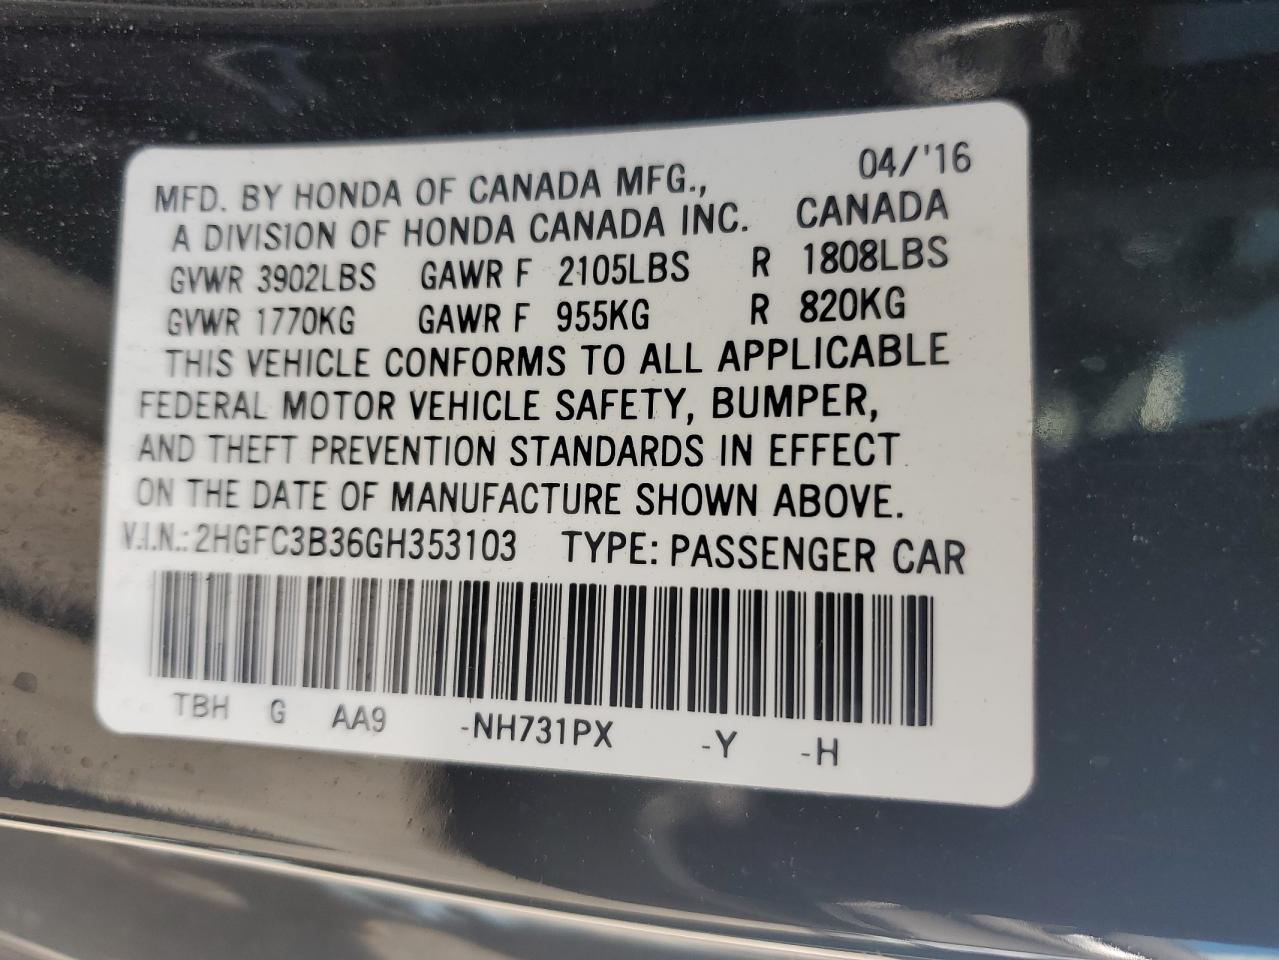 MFD. BY HONDA OF CANADA MFG., 04/'16
A DIVISION OF HONDA CANADA INC. CANADA
GVWR 3902LBS GAWR F 2105LBS R 1808LBS
GVWR 1770KG GAWR F 955KG R 820KG
THIS VEHICLE CONFORMS TO ALL APPLICABLE
FEDERAL MOTOR VEHICLE SAFETY, BUMPER,
AND THEFT PREVENTION STANDARDS IN EFFECT
ON THE DATE OF MANUFACTURE SHOWN ABOVE.
V.I.N.: 2HGFC3B36GH353103 TYPE: PASSENGER CAR
TBH G AA9 -NH731PX -Y -H